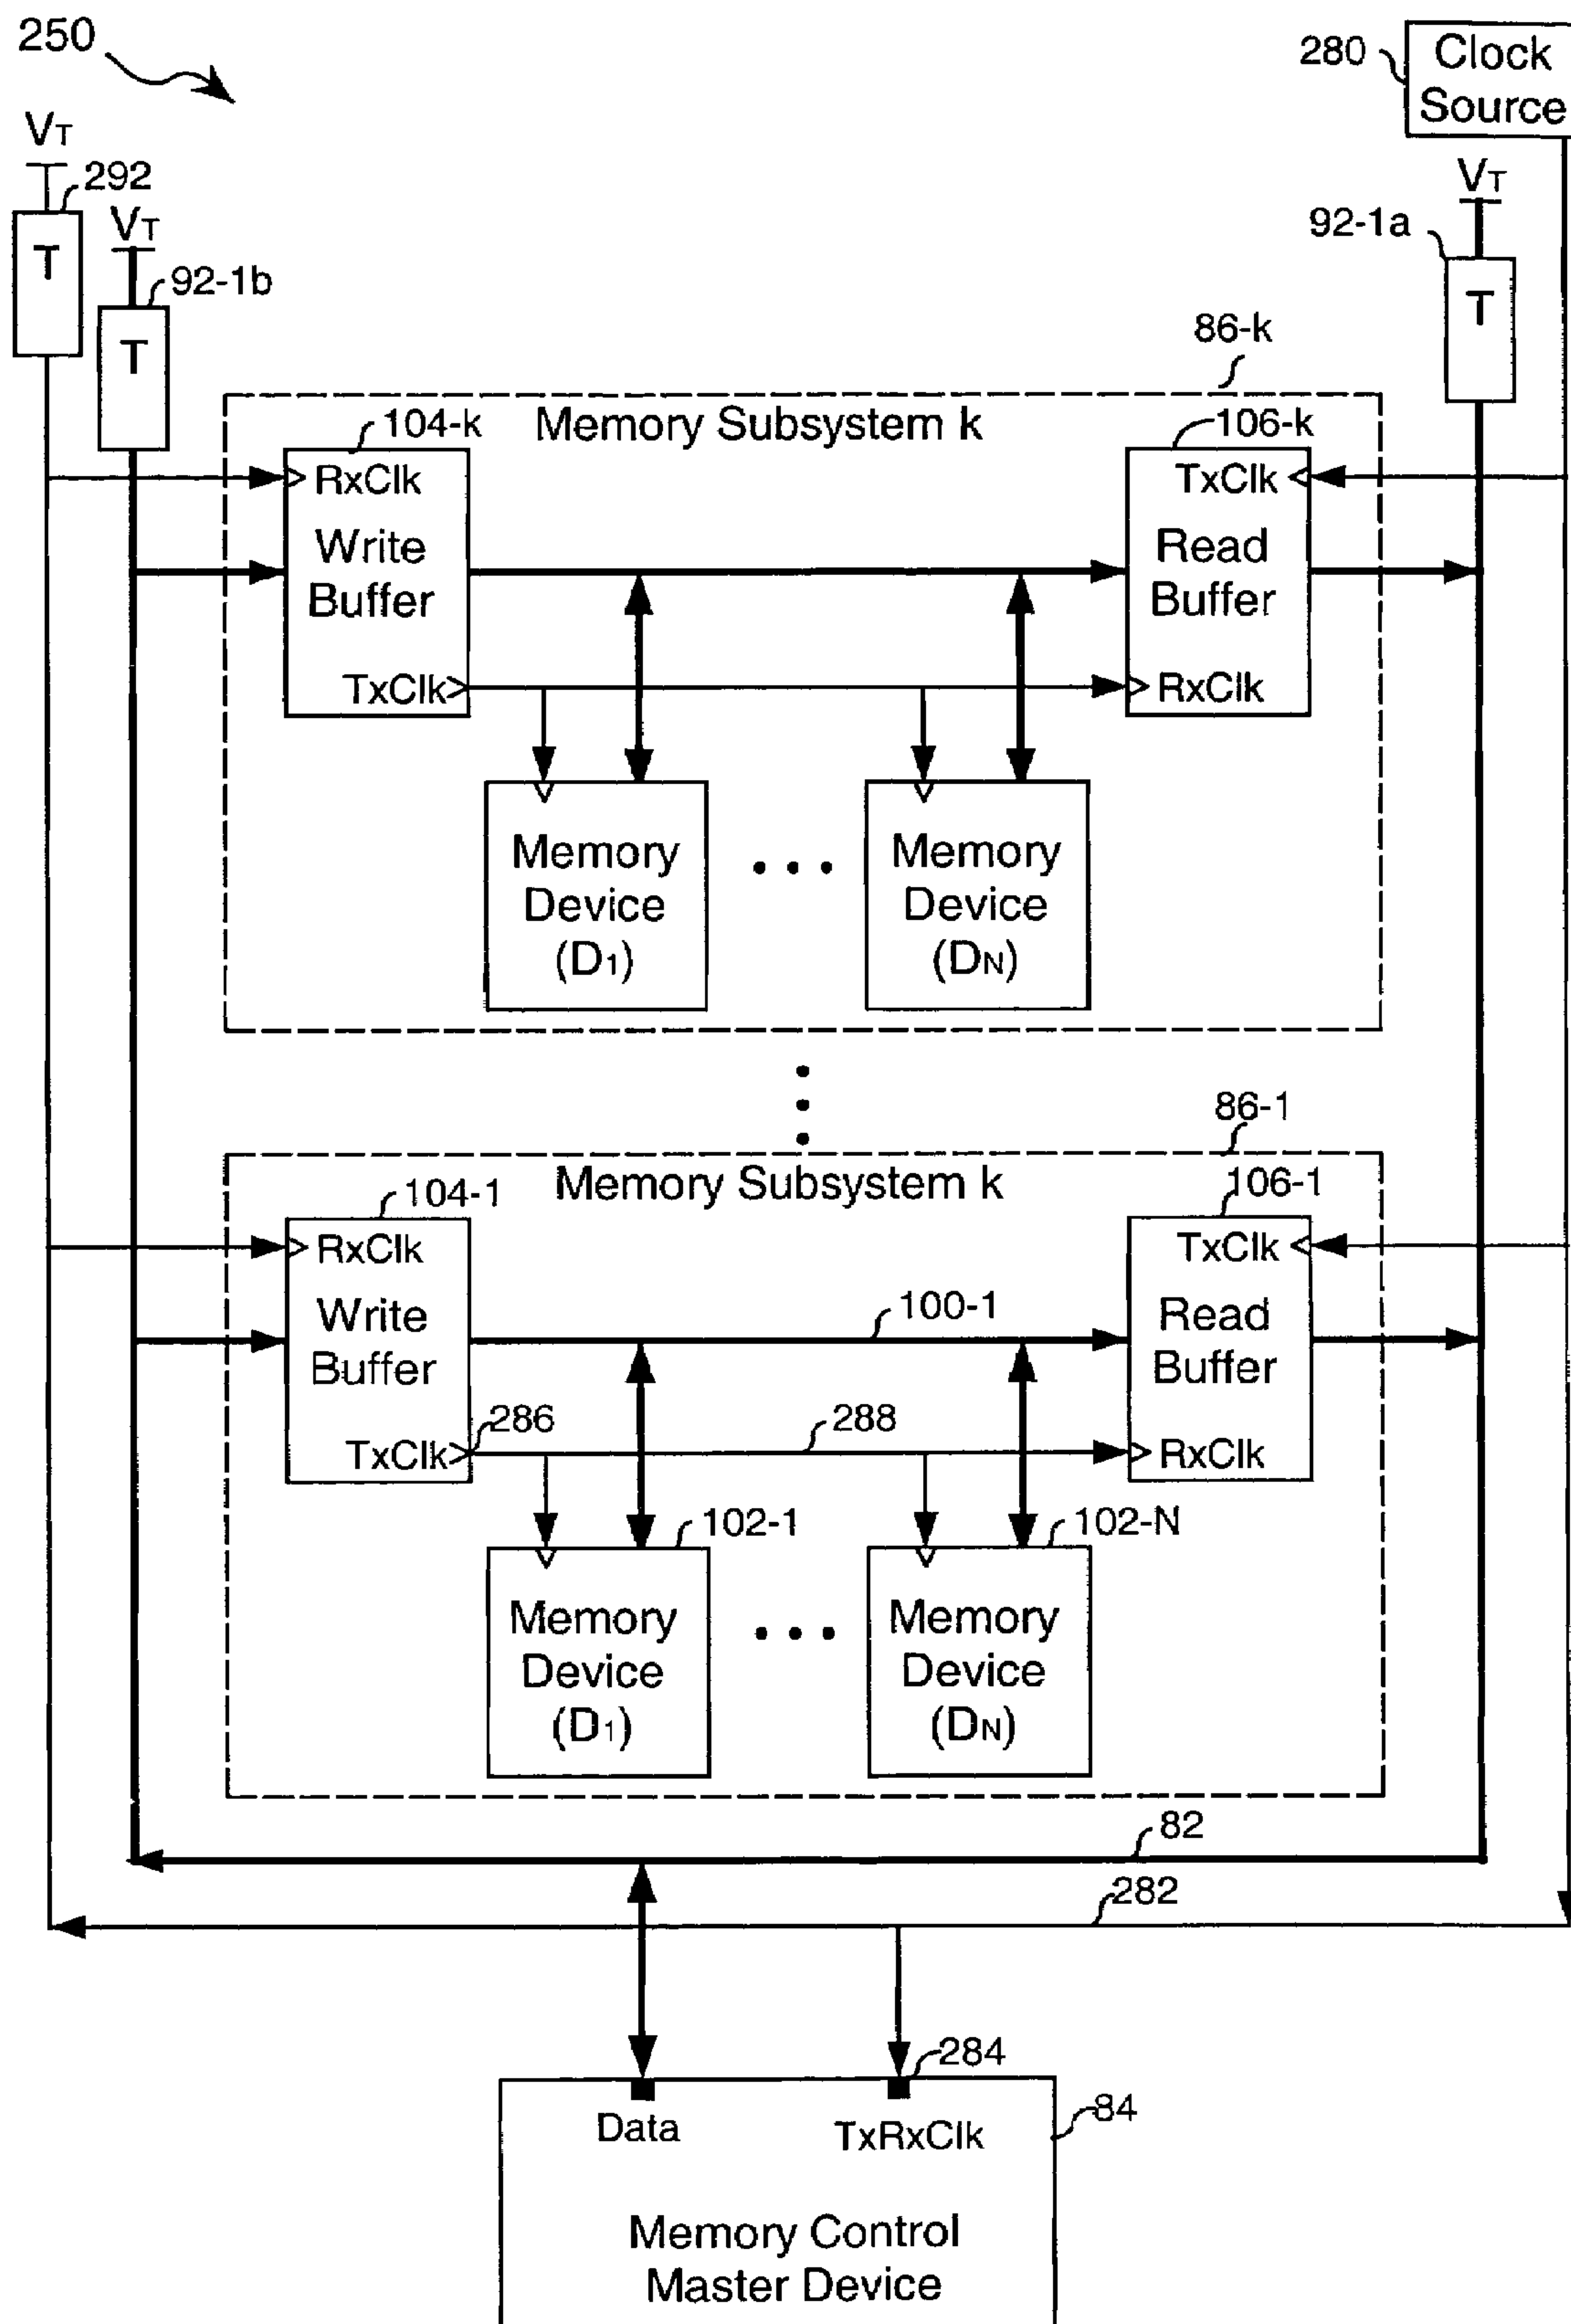 250
280
Clock
Source
VT
292
T
VT
92-1b
T
VT
92-1a
T
86-k
Memory Subsystem k
104-k
RxClk
Write
Buffer
TxClk
106-k
TxClk
Read
Buffer
RxClk
Memory
Device
(D1)
Memory
Device
(DN)
86-1
Memory Subsystem k
104-1
RxClk
Write
Buffer
TxClk
286
100-1
288
106-1
TxClk
Read
Buffer
RxClk
102-1
Memory
Device
(D1)
102-N
Memory
Device
(DN)
82
282
284
Data
TxRxClk
84
Memory Control
Master Device